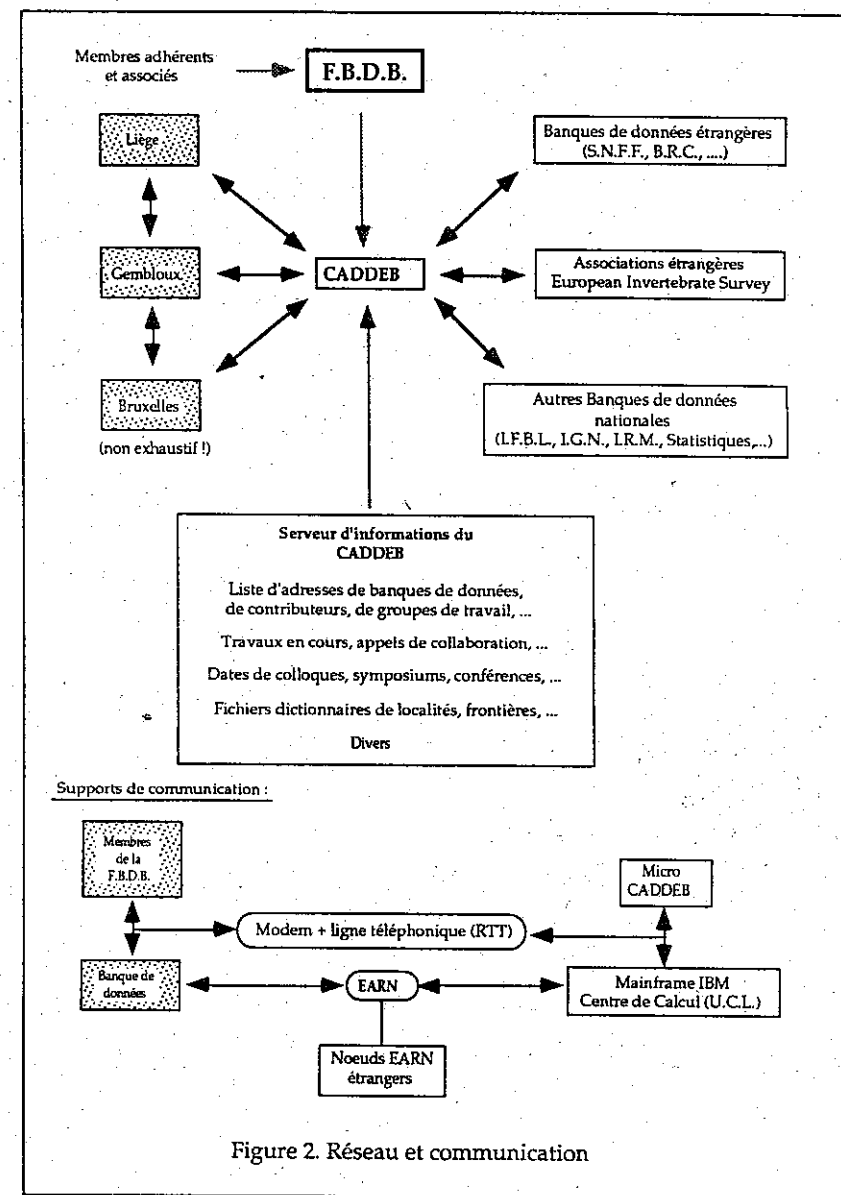 Membres adhérents
et associés
F.B.D.B.
Liège
Banques de données étrangères
(S.N.F.F., B.R.C., ....)
Gembloux
CADDEB
Associations étrangères
European Invertebrate Survey
Bruxelles
(non exhaustif !)
Autres Banques de données
nationales
(I.F.B.L., I.G.N., I.R.M., Statistiques,...)
Serveur d'informations du
CADDEB
Liste d'adresses de banques de données,
de contributeurs, de groupes de travail, ...
Travaux en cours, appels de collaboration, ...
Dates de colloques, symposiums, conférences, ...
Fichiers dictionnaires de localités, frontières, ...
Divers
Supports de communication :
Membres
de la
F.B.D.B.
Micro
CADDEB
Modem + ligne téléphonique (RTT)
Banque de
données
EARN
Mainframe IBM
Centre de Calcul (U.C.L.)
Noeuds EARN
étrangers
Figure 2. Réseau et communication